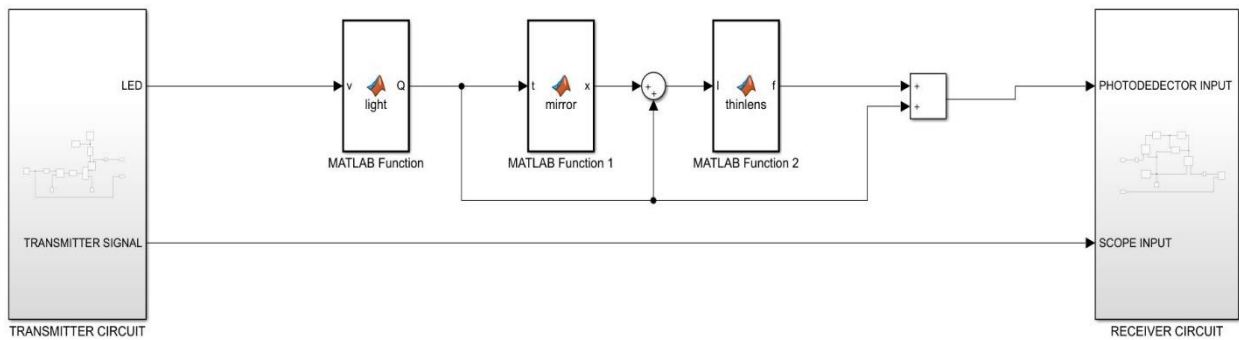 LED
TRANSMITTER SIGNAL
TRANSMITTER CIRCUIT
v
Q
light
MATLAB Function
t
x
mirror
MATLAB Function 1
+
+
l
f
thinlens
MATLAB Function 2
+
+
PHOTODEDECTOR INPUT
SCOPE INPUT
RECEIVER CIRCUIT